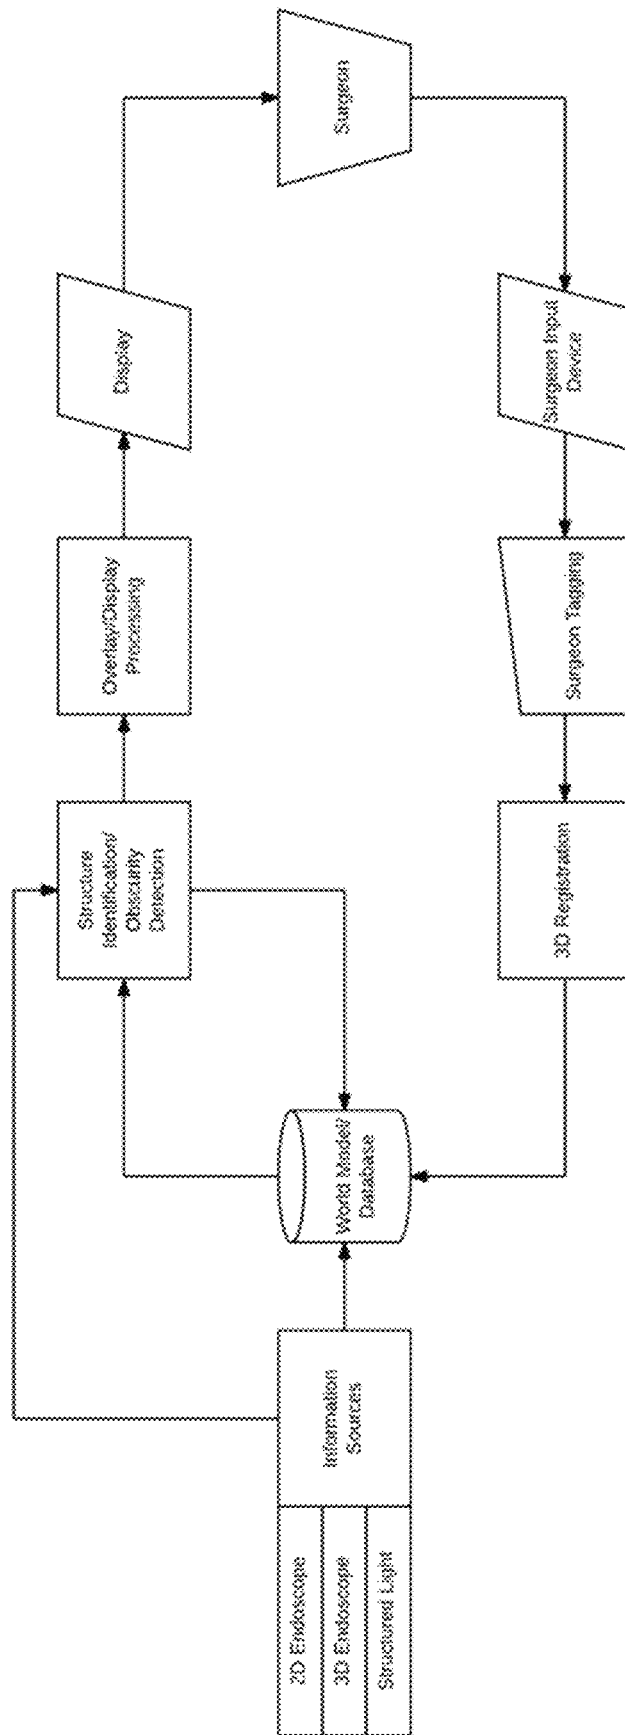 2D Endoscope
3D Endoscope
Structured Light
Information
Sources
World Model/
Database
Structure
Identification/
Obscurity
Detection
Overlay/Display
Processing
Display
Surgeon
Surgeon Input
Device
Surgeon Tagging
3D Registration